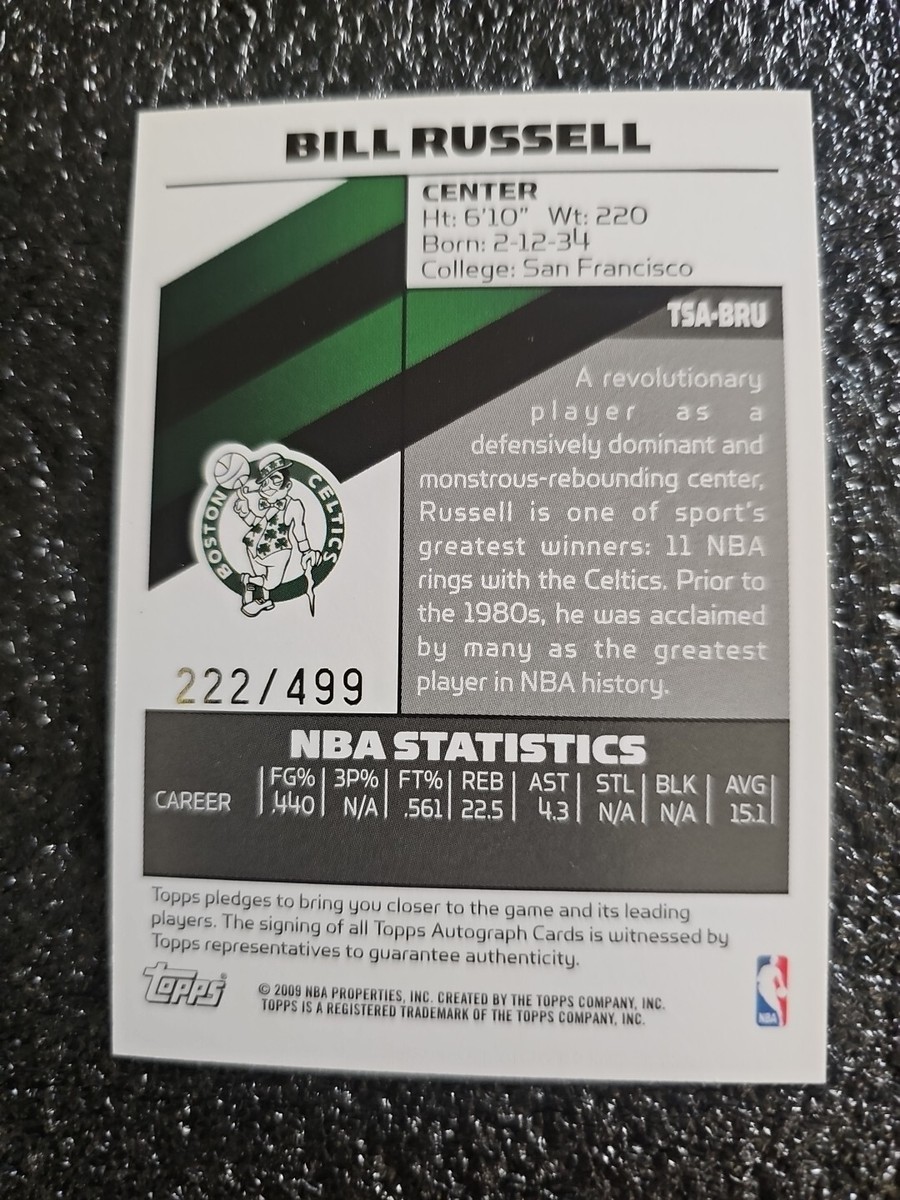 BILL RUSSELL
CENTER
Ht: 6'10" Wt: 220
Born: 2-12-34
College: San Francisco
TSA-BRU
A revolutionary
player as a
defensively dominant and
monstrous-rebounding center,
Russell is one of sport's
greatest winners: 11 NBA
rings with the Celtics. Prior to
the 1980s, he was acclaimed
by many as the greatest
player in NBA history.
BOSTON CELTICS
222/499
NBA STATISTICS
FG% 3P% FT% REB AST STL BLK AVG
CAREER .440 N/A .561 22.5 4.3 N/A N/A 15.1
Topps pledges to bring you closer to the game and its leading
players. The signing of all Topps Autograph Cards is witnessed by
Topps representatives to guarantee authenticity.
Topps®
© 2009 NBA PROPERTIES, INC. CREATED BY THE TOPPS COMPANY, INC.
TOPPS IS A REGISTERED TRADEMARK OF THE TOPPS COMPANY, INC.
NBA